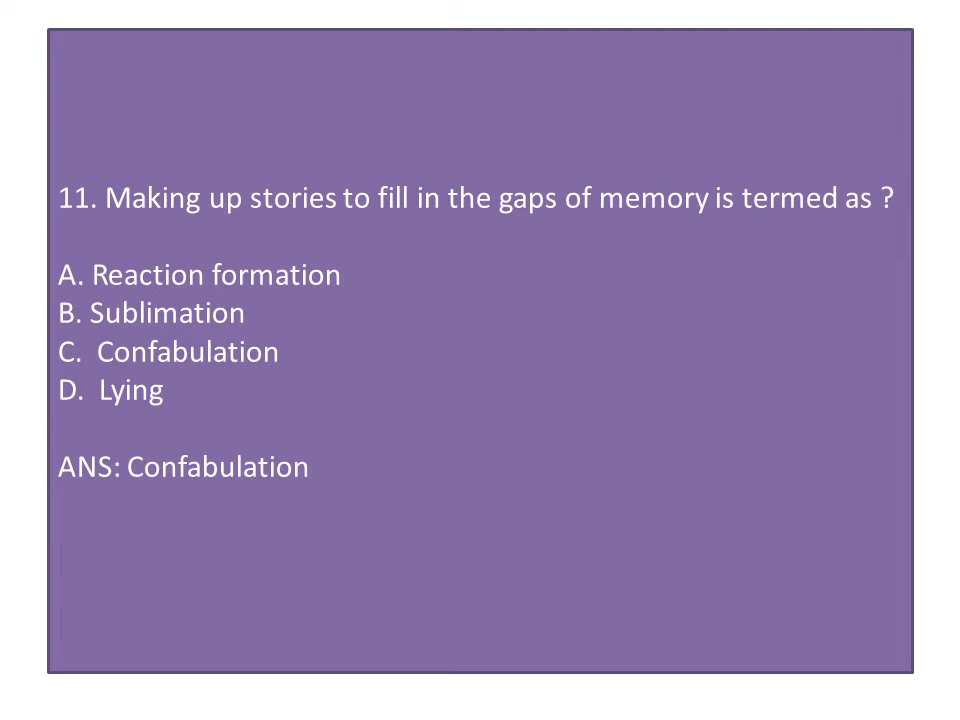 11. Making up stories to fill in the gaps of memory is termed as ?
A. Reaction formation
B. Sublimation
C.  Confabulation
D.  Lying
ANS: Confabulation